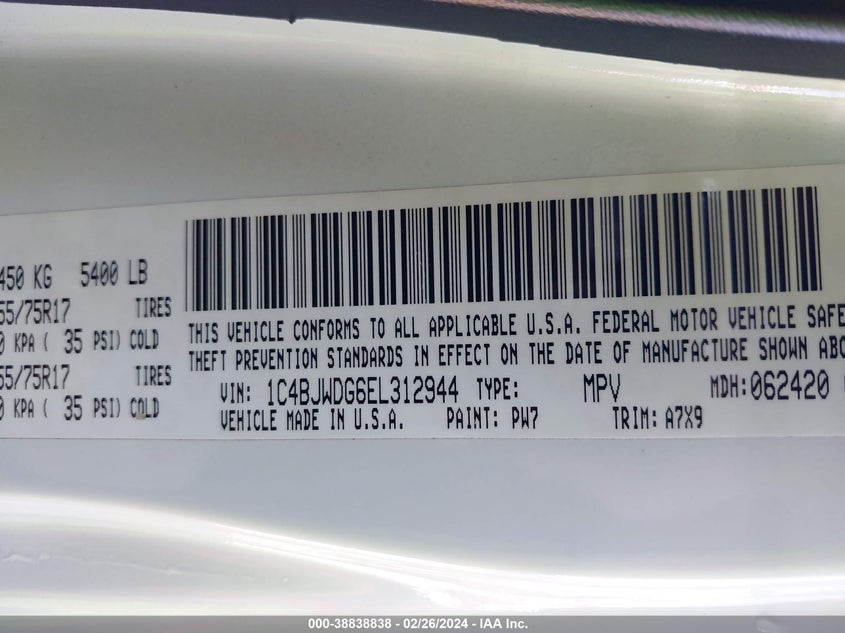 450 KG 5400 LB
55/75R17 TIRES
0 KPA ( 35 PSI) COLD
55/75R17 TIRES
0 KPA ( 35 PSI) COLD
THIS VEHICLE CONFORMS TO ALL APPLICABLE U.S.A. FEDERAL MOTOR VEHICLE SAFE
THEFT PREVENTION STANDARDS IN EFFECT ON THE DATE OF MANUFACTURE SHOWN ABO
VIN: 1C4BJWDG6EL312944 TYPE: MPV MDH:062420
VEHICLE MADE IN U.S.A. PAINT: PW7 TRIM: A7X9
000-38838838 - 02/26/2024 - IAA Inc.